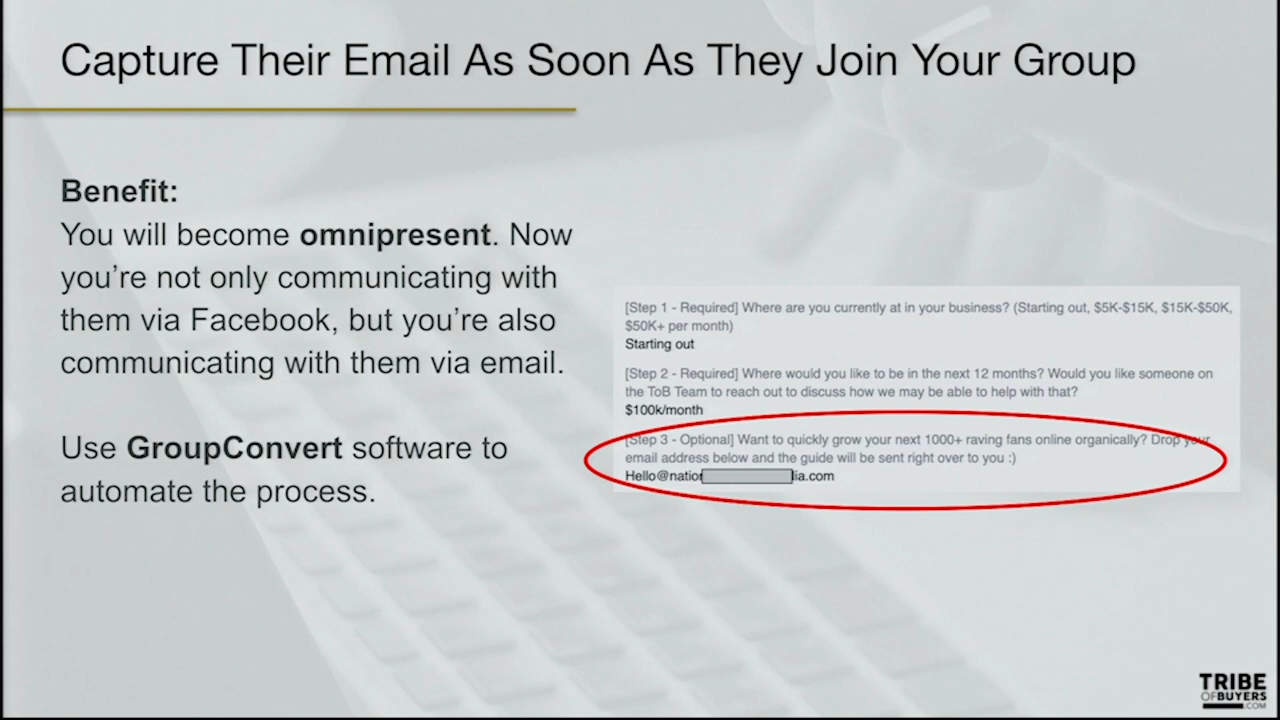 Capture Their Email As Soon As They Join Your Group
Benefit:
You will become omnipresent. Now
you’re not only communicating with
them via Facebook, but you’re also
communicating with them via email.
Use GroupConvert software to
automate the process.
[Step 1 - Required] Where are you currently at in your business? (Starting out, $5K-$15K, $15K-$50K,
$50K+ per month)
Starting out
[Step 2 - Required] Where would you like to be in the next 12 months? Would you like someone on
the ToB Team to reach out to discuss how we may be able to help with that?
$100k/month
[Step 3 - Optional] Want to quickly grow your next 1000+ raving fans online organically? Drop your
email address below and the guide will be sent right over to you :)
Hello@nation lia.com
TRIBE
OF BUYERS
.COM